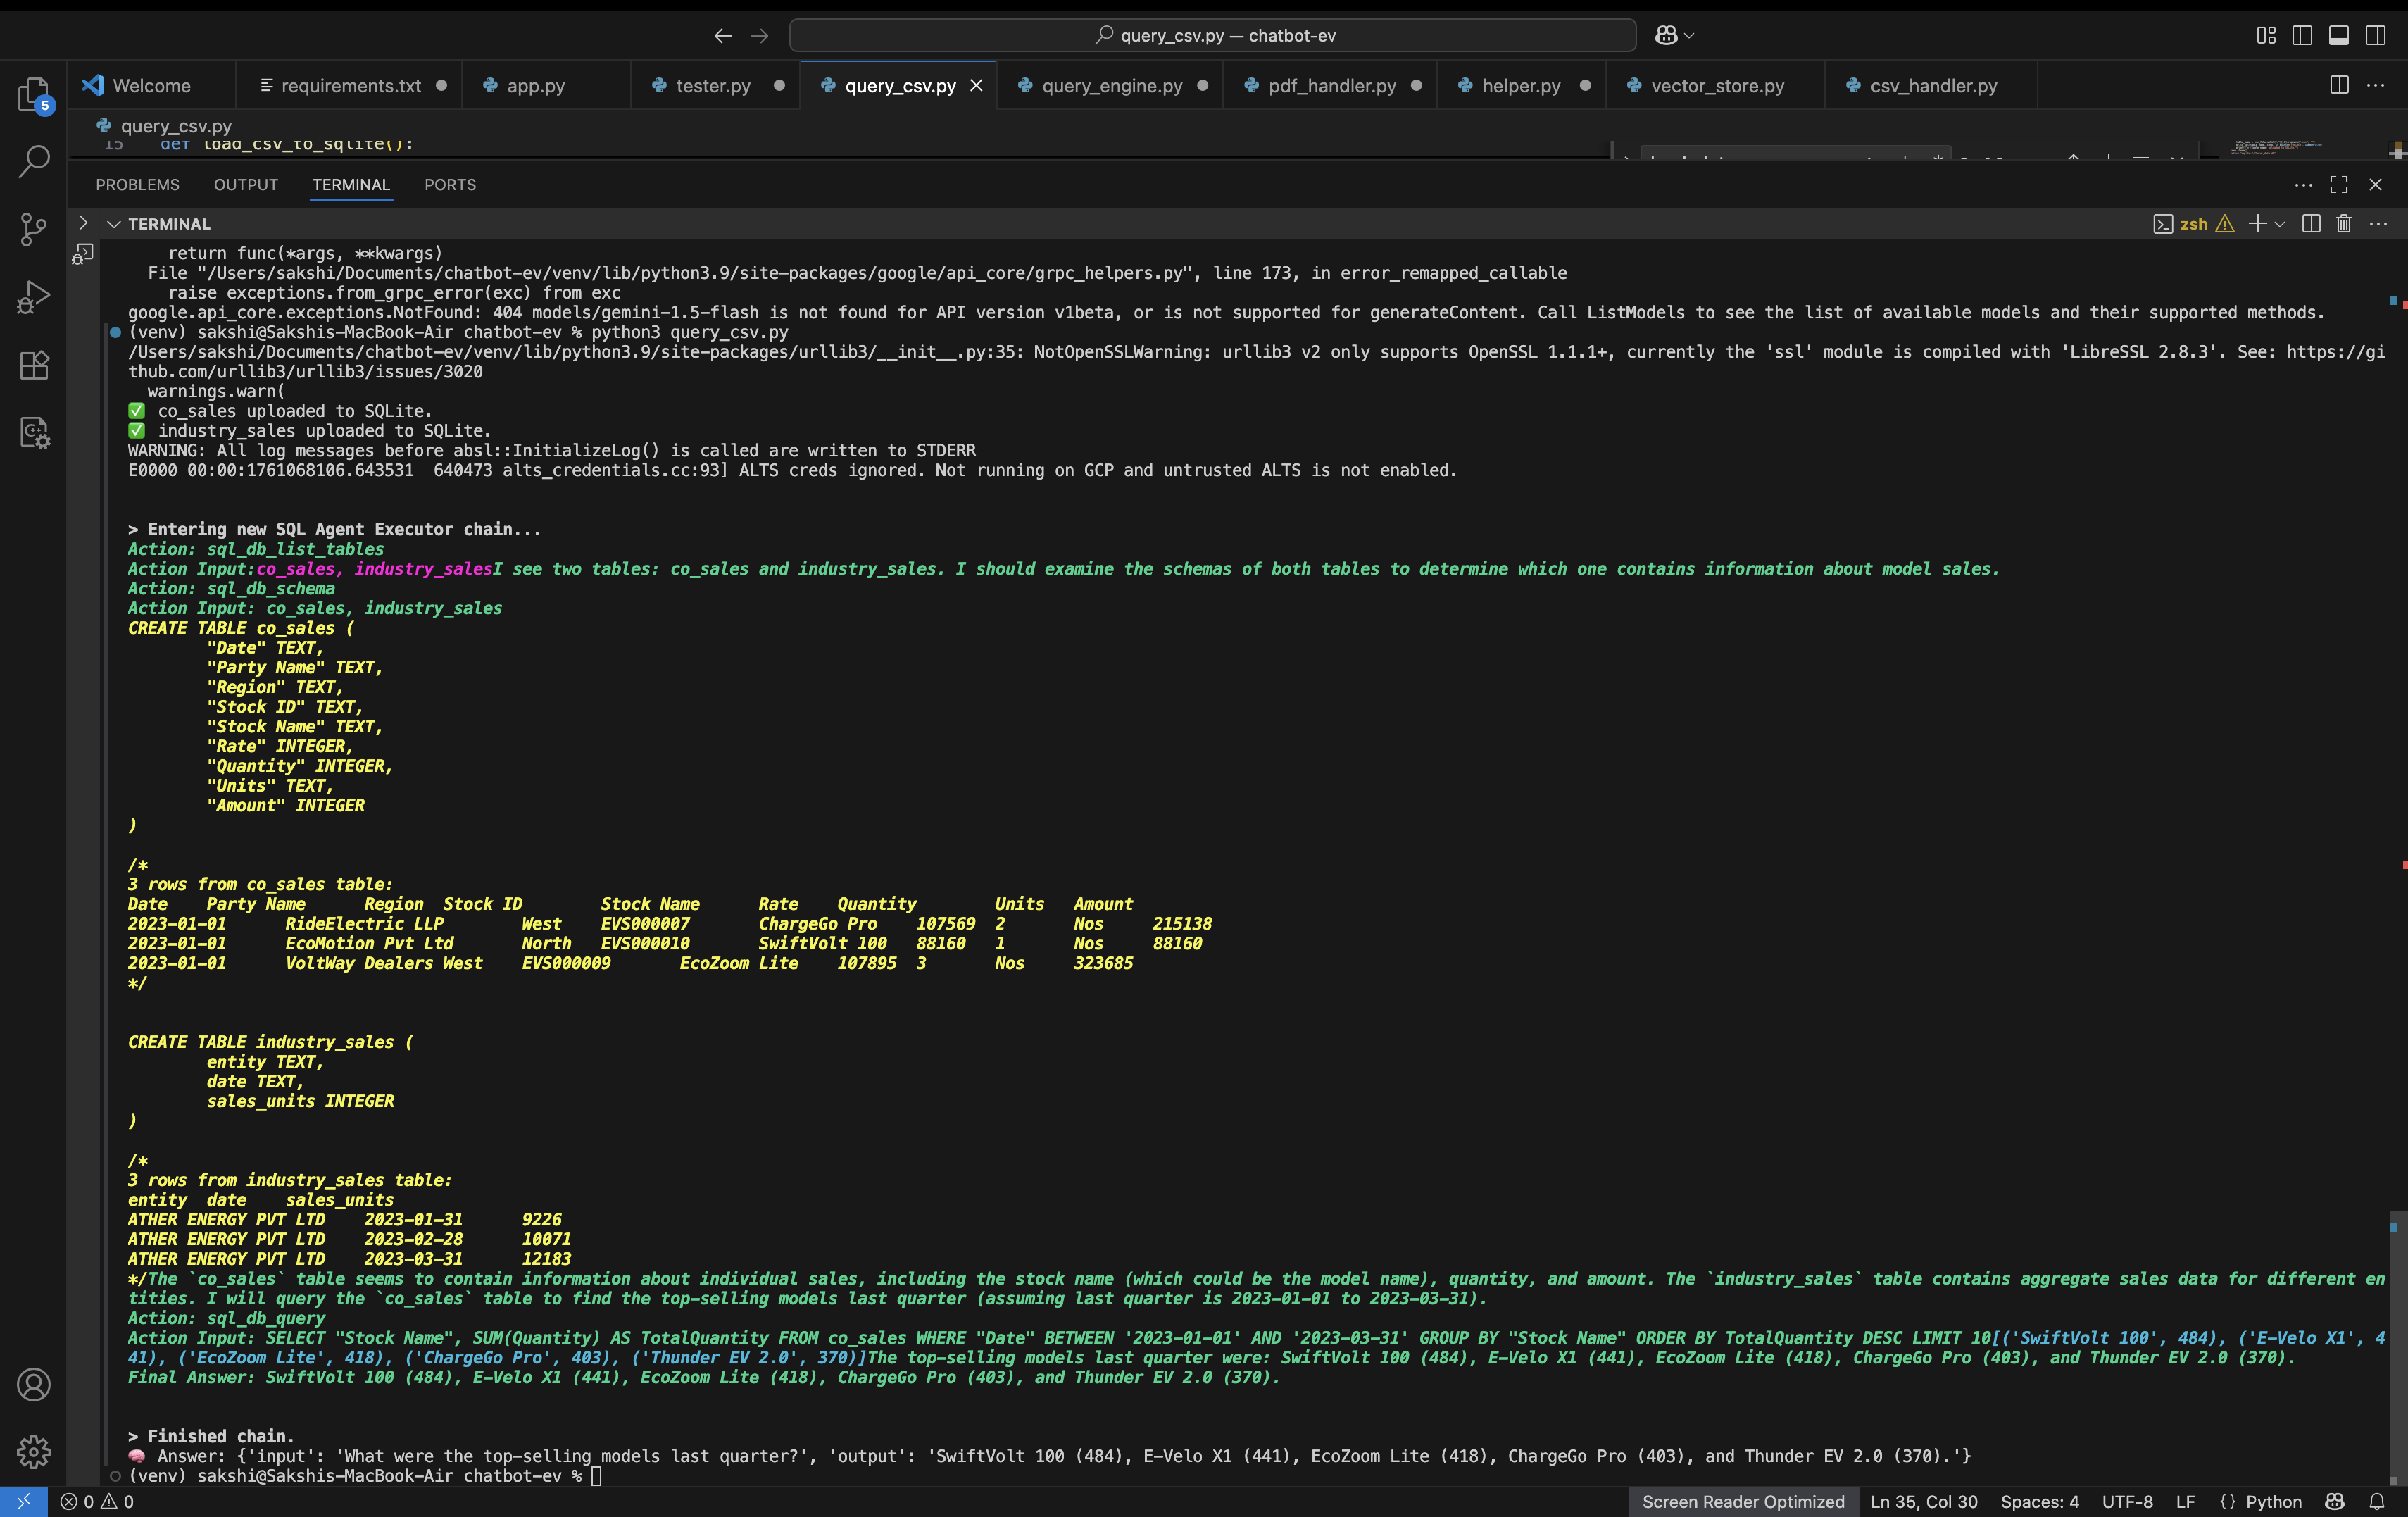 query_csv.py — chatbot-ev
5
Welcome
requirements.txt
app.py
tester.py
query_csv.py
query_engine.py
pdf_handler.py
helper.py
vector_store.py
csv_handler.py
query_csv.py
15 def load_csv_to_sqlite():
PROBLEMS OUTPUT TERMINAL PORTS
TERMINAL
zsh
return func(*args, **kwargs)
File "/Users/sakshi/Documents/chatbot-ev/venv/lib/python3.9/site-packages/google/api_core/grpc_helpers.py", line 173, in error_remapped_callable
raise exceptions.from_grpc_error(exc) from exc
google.api_core.exceptions.NotFound: 404 models/gemini-1.5-flash is not found for API version v1beta, or is not supported for generateContent. Call ListModels to see the list of available models and their supported methods.
(venv) sakshi@Sakshis-MacBook-Air chatbot-ev % python3 query_csv.py
/Users/sakshi/Documents/chatbot-ev/venv/lib/python3.9/site-packages/urllib3/__init__.py:35: NotOpenSSLWarning: urllib3 v2 only supports OpenSSL 1.1.1+, currently the 'ssl' module is compiled with 'LibreSSL 2.8.3'. See: https://gi
thub.com/urllib3/urllib3/issues/3020
warnings.warn(
✅ co_sales uploaded to SQLite.
✅ industry_sales uploaded to SQLite.
WARNING: All log messages before absl::InitializeLog() is called are written to STDERR
E0000 00:00:1761068106.643531 640473 alts_credentials.cc:93] ALTS creds ignored. Not running on GCP and untrusted ALTS is not enabled.
> Entering new SQL Agent Executor chain...
Action: sql_db_list_tables
Action Input:co_sales, industry_salesI see two tables: co_sales and industry_sales. I should examine the schemas of both tables to determine which one contains information about model sales.
Action: sql_db_schema
Action Input: co_sales, industry_sales
CREATE TABLE co_sales (
"Date" TEXT,
"Party Name" TEXT,
"Region" TEXT,
"Stock ID" TEXT,
"Stock Name" TEXT,
"Rate" INTEGER,
"Quantity" INTEGER,
"Units" TEXT,
"Amount" INTEGER
)
/*
3 rows from co_sales table:
Date Party Name Region Stock ID Stock Name Rate Quantity Units Amount
2023-01-01 RideElectric LLP West EVS000007 ChargeGo Pro 107569 2 Nos 215138
2023-01-01 EcoMotion Pvt Ltd North EVS000010 SwiftVolt 100 88160 1 Nos 88160
2023-01-01 VoltWay Dealers West EVS000009 EcoZoom Lite 107895 3 Nos 323685
*/
CREATE TABLE industry_sales (
entity TEXT,
date TEXT,
sales_units INTEGER
)
/*
3 rows from industry_sales table:
entity date sales_units
ATHER ENERGY PVT LTD 2023-01-31 9226
ATHER ENERGY PVT LTD 2023-02-28 10071
ATHER ENERGY PVT LTD 2023-03-31 12183
*/The `co_sales` table seems to contain information about individual sales, including the stock name (which could be the model name), quantity, and amount. The `industry_sales` table contains aggregate sales data for different en
tities. I will query the `co_sales` table to find the top-selling models last quarter (assuming last quarter is 2023-01-01 to 2023-03-31).
Action: sql_db_query
Action Input: SELECT "Stock Name", SUM(Quantity) AS TotalQuantity FROM co_sales WHERE "Date" BETWEEN '2023-01-01' AND '2023-03-31' GROUP BY "Stock Name" ORDER BY TotalQuantity DESC LIMIT 10[('SwiftVolt 100', 484), ('E-Velo X1', 4
41), ('EcoZoom Lite', 418), ('ChargeGo Pro', 403), ('Thunder EV 2.0', 370)]The top-selling models last quarter were: SwiftVolt 100 (484), E-Velo X1 (441), EcoZoom Lite (418), ChargeGo Pro (403), and Thunder EV 2.0 (370).
Final Answer: SwiftVolt 100 (484), E-Velo X1 (441), EcoZoom Lite (418), ChargeGo Pro (403), and Thunder EV 2.0 (370).
> Finished chain.
🧠 Answer: {'input': 'What were the top-selling models last quarter?', 'output': 'SwiftVolt 100 (484), E-Velo X1 (441), EcoZoom Lite (418), ChargeGo Pro (403), and Thunder EV 2.0 (370).'}
(venv) sakshi@Sakshis-MacBook-Air chatbot-ev %
0 0 Screen Reader Optimized Ln 35, Col 30 Spaces: 4 UTF-8 LF {} Python